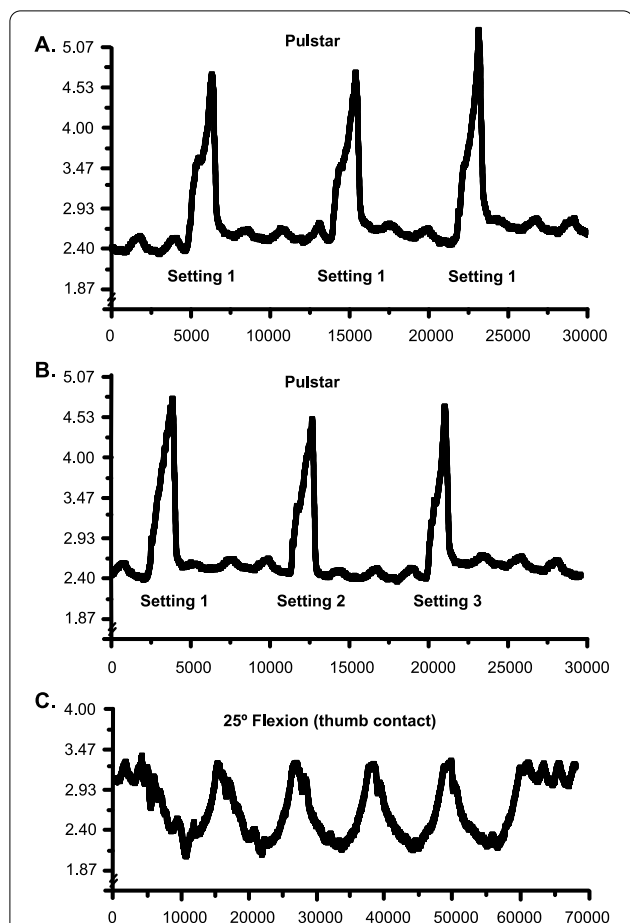 A.
Pulstar
5.07
4.53
4.00
3.47
2.93
2.40
1.87
Setting 1 Setting 1 Setting 1
0 5000 10000 15000 20000 25000 30000
B.
Pulstar
5.07
4.53
4.00
3.47
2.93
2.40
1.87
Setting 1 Setting 2 Setting 3
0 5000 10000 15000 20000 25000 30000
C.
25º Flexion (thumb contact)
4.00
3.47
2.93
2.40
1.87
0 10000 20000 30000 40000 50000 60000 70000